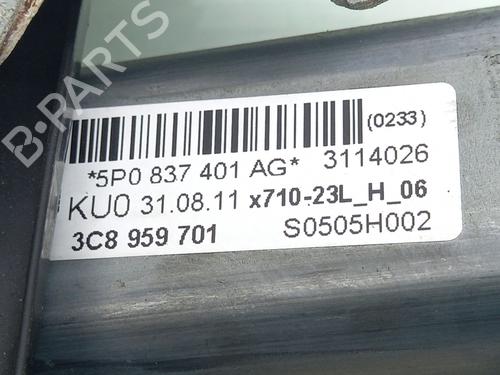 B-PARTS
(0233)
*5P0 837 401 AG* 3114026
KU0 31.08.11 x710-23L_H_06
3C8 959 701 S0505H002